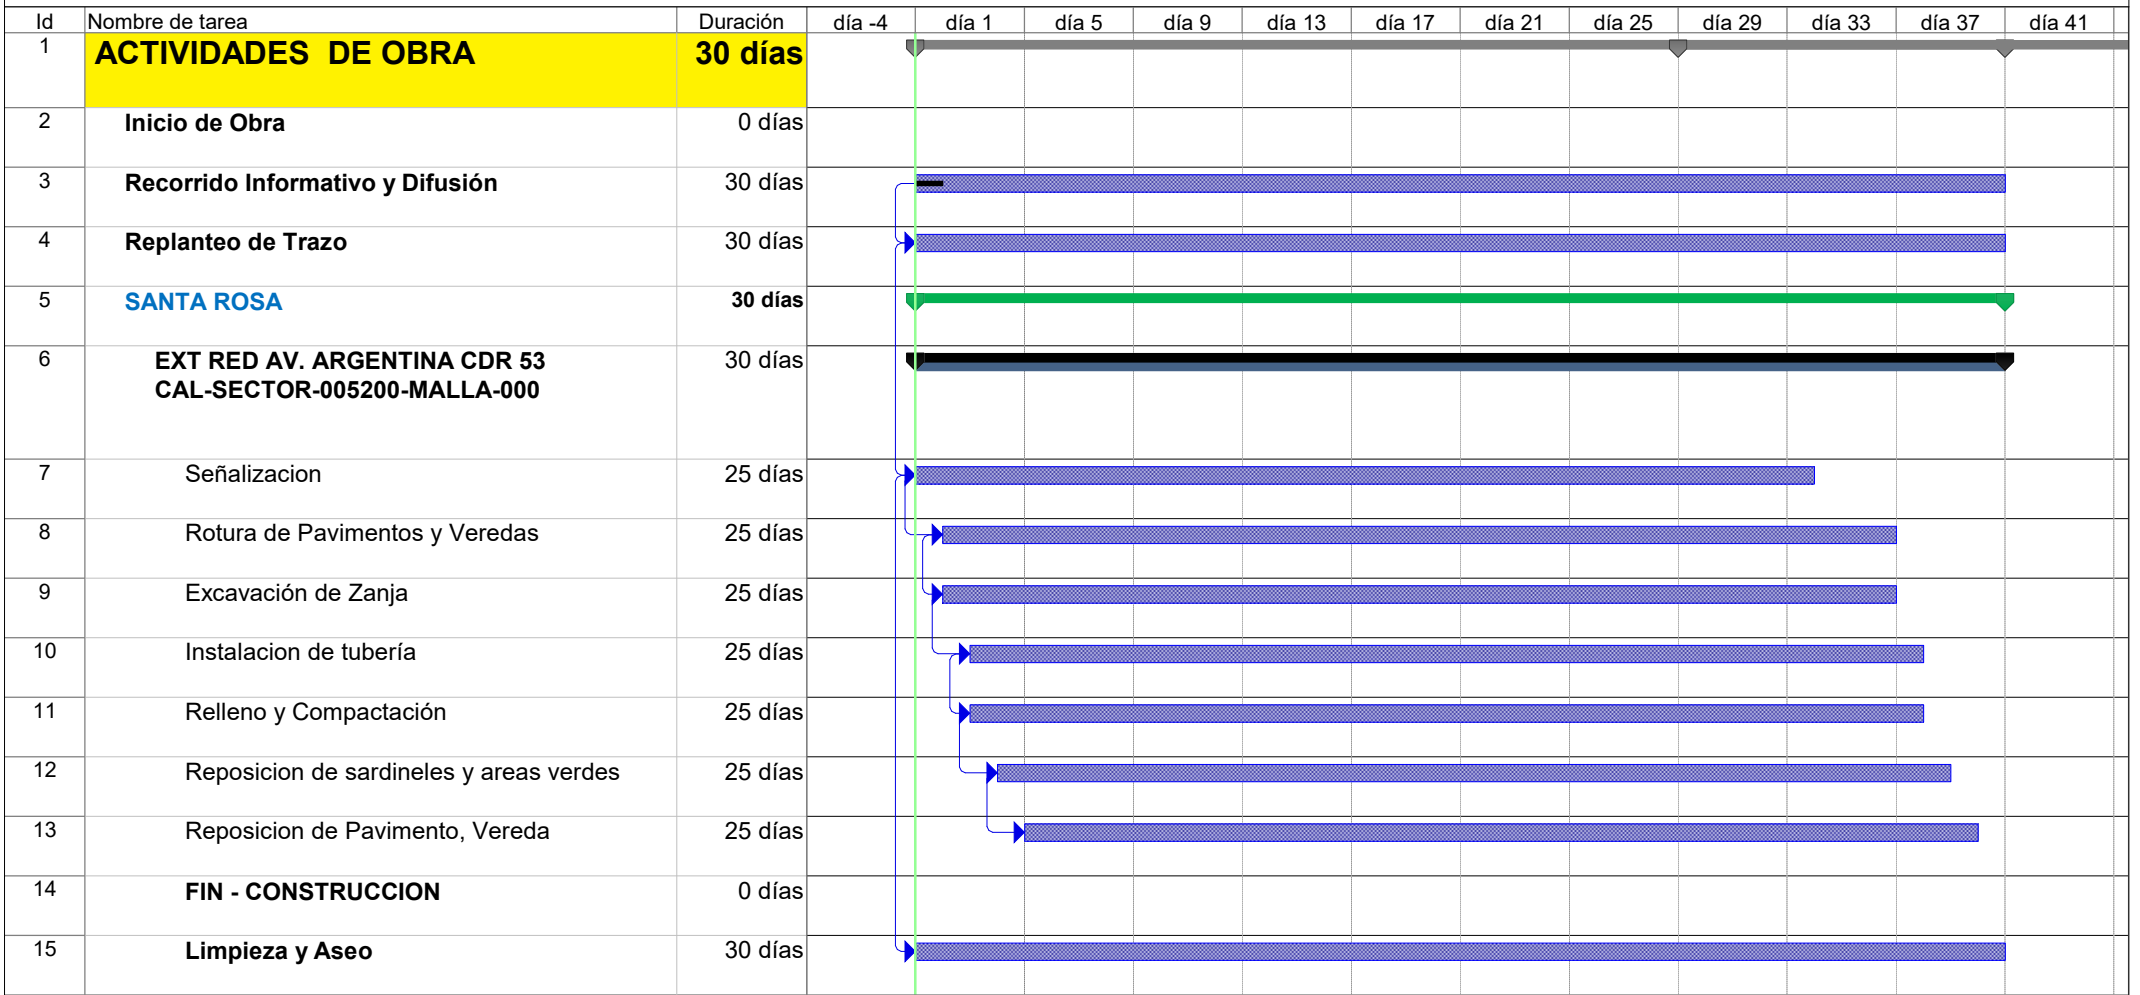 Id Nombre de tarea Duración día -4 día 1 día 5 día 9 día 13 día 17 día 21 día 25 día 29 día 33 día 37 día 41
1 ACTIVIDADES DE OBRA 30 días
2 Inicio de Obra 0 días
3 Recorrido Informativo y Difusión 30 días
4 Replanteo de Trazo 30 días
5 SANTA ROSA 30 días
6 EXT RED AV. ARGENTINA CDR 53 30 días
CAL-SECTOR-005200-MALLA-000
7 Señalizacion 25 días
8 Rotura de Pavimentos y Veredas 25 días
9 Excavación de Zanja 25 días
10 Instalacion de tubería 25 días
11 Relleno y Compactación 25 días
12 Reposicion de sardineles y areas verdes 25 días
13 Reposicion de Pavimento, Vereda 25 días
14 FIN - CONSTRUCCION 0 días
15 Limpieza y Aseo 30 días